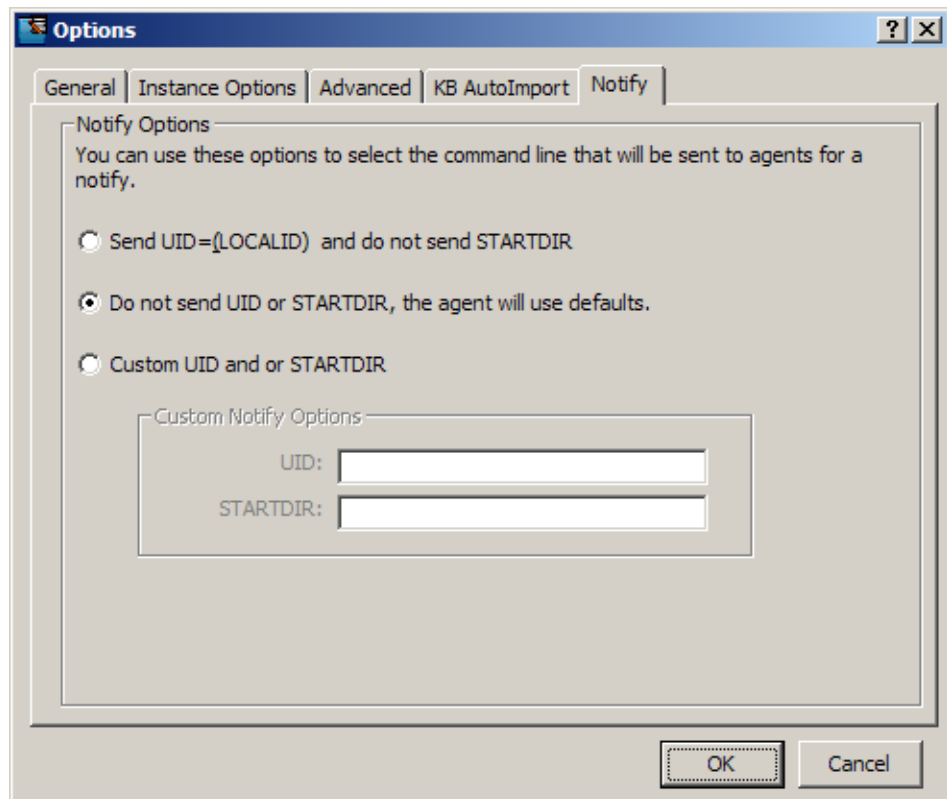 Options
General
Instance Options
Advanced
KB AutoImport
Notify
Notify Options
You can use these options to select the command line that will be sent to agents for a
notify.
Send UID=(LOCALID)  and do not send STARTDIR
Do not send UID or STARTDIR, the agent will use defaults.
Custom UID and or STARTDIR
Custom Notify Options
UID:
STARTDIR:
OK
Cancel